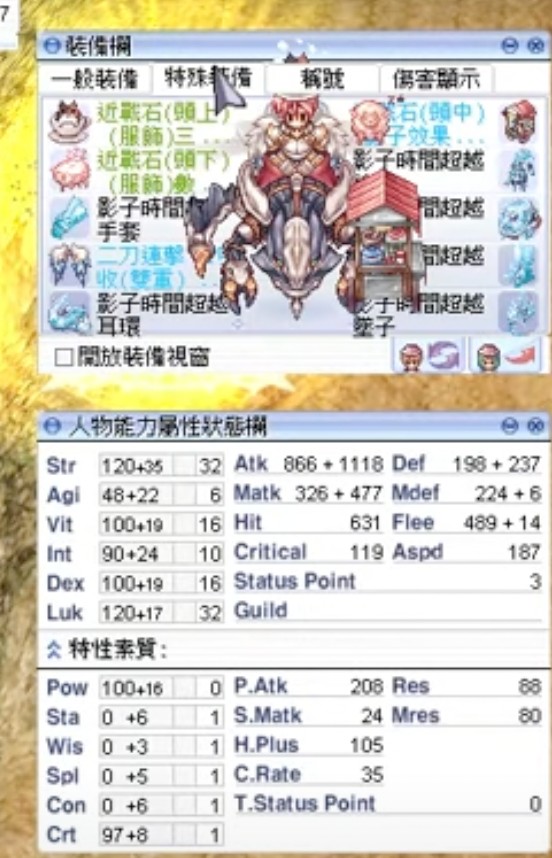 7
裝備欄
一般裝備 特殊裝備 稱號 傷害顯示
近戰石(頭上)
(服飾)三 ...
石(頭中)
子效果 ...
近戰石(頭下)
(服飾)數 ...
影子時間超越
影子時間
手套
間超越
二刀連擊
收(雙軍) ...
間超越
影子時間超越
耳環
影子時間超越
墜子
開放裝備視窗
人物能力屬性狀態欄
Str 120+35 32 Atk 866 + 1118 Def 198 + 237
Agi 48+22 6 Matk 326 + 477 Mdef 224 + 6
Vit 100+19 16 Hit 631 Flee 489 + 14
Int 90+24 10 Critical 119 Aspd 187
Dex 100+19 16 Status Point 3
Luk 120+17 32 Guild
特性素質:
Pow 100+16 0 P.Atk 208 Res 88
Sta 0 +6 1 S.Matk 24 Mres 80
Wis 0 +3 1 H.Plus 105
Spl 0 +5 1 C.Rate 35
Con 0 +6 1 T.Status Point 0
Crt 97+8 1